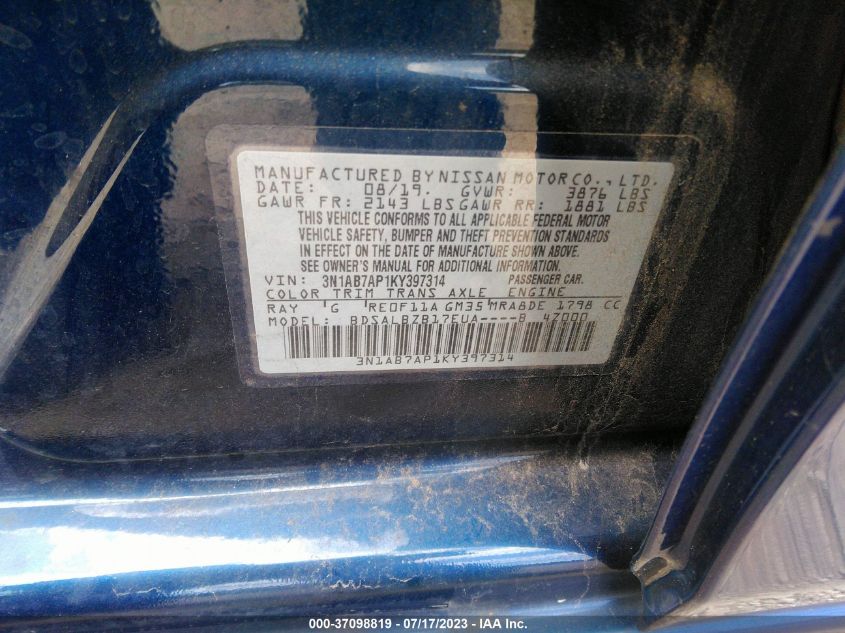 MANUFACTURED BY NISSAN MOTOR CO., LTD.
DATE: 08/19. GVWR: 3876 LBS
GAWR FR: 2143 LBS GAWR RR: 1881 LBS
THIS VEHICLE CONFORMS TO ALL APPLICABLE FEDERAL MOTOR
VEHICLE SAFETY, BUMPER AND THEFT PREVENTION STANDARDS
IN EFFECT ON THE DATE OF MANUFACTURE SHOWN ABOVE.
SEE OWNER'S MANUAL FOR ADDITIONAL INFORMATION.
VIN: 3N1AB7AP1KY397314 PASSENGER CAR.
COLOR TRIM TRANS AXLE ENGINE
RAY 'G 'RE0F11A GM35 MRA8DE 1798 CC
MODEL: BDSALBZB17EUA----B 4Z000
3N1AB7AP1KY397314
000-37098819 - 07/17/2023 - IAA Inc.